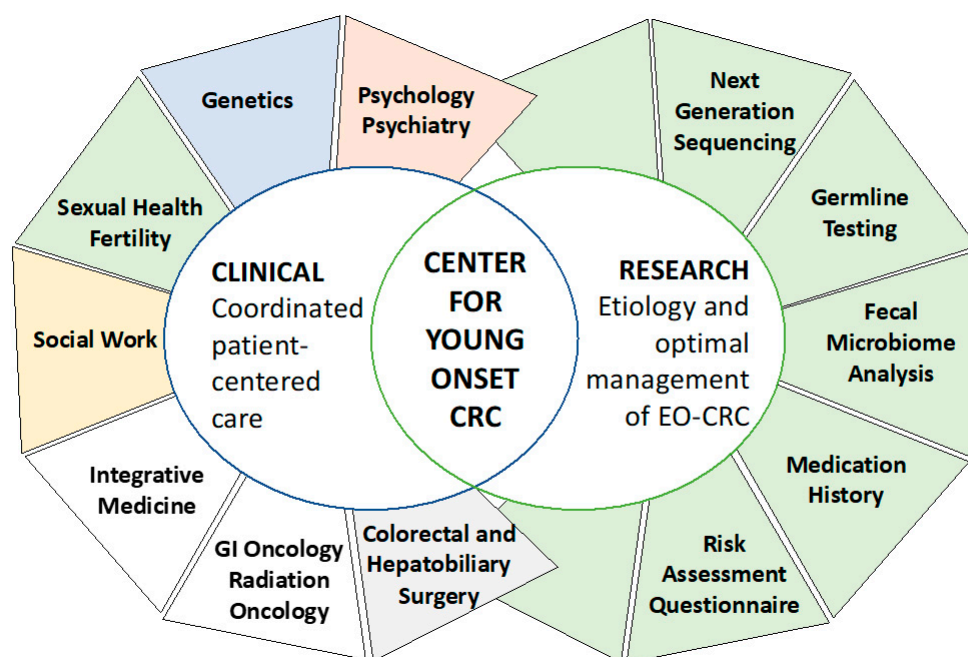 Genetics
Psychology
Psychiatry
Next
Generation
Sequencing
Sexual Health
Fertility
Germline
Testing
CLINICAL
Coordinated
patient-
centered
care
CENTER
FOR
YOUNG
ONSET
CRC
RESEARCH
Etiology and
optimal
management
of EO-CRC
Social Work
Fecal
Microbiome
Analysis
Integrative
Medicine
Medication
History
GI Oncology
Radiation
Oncology
Colorectal and
Hepatobiliary
Surgery
Risk
Assessment
Questionnaire